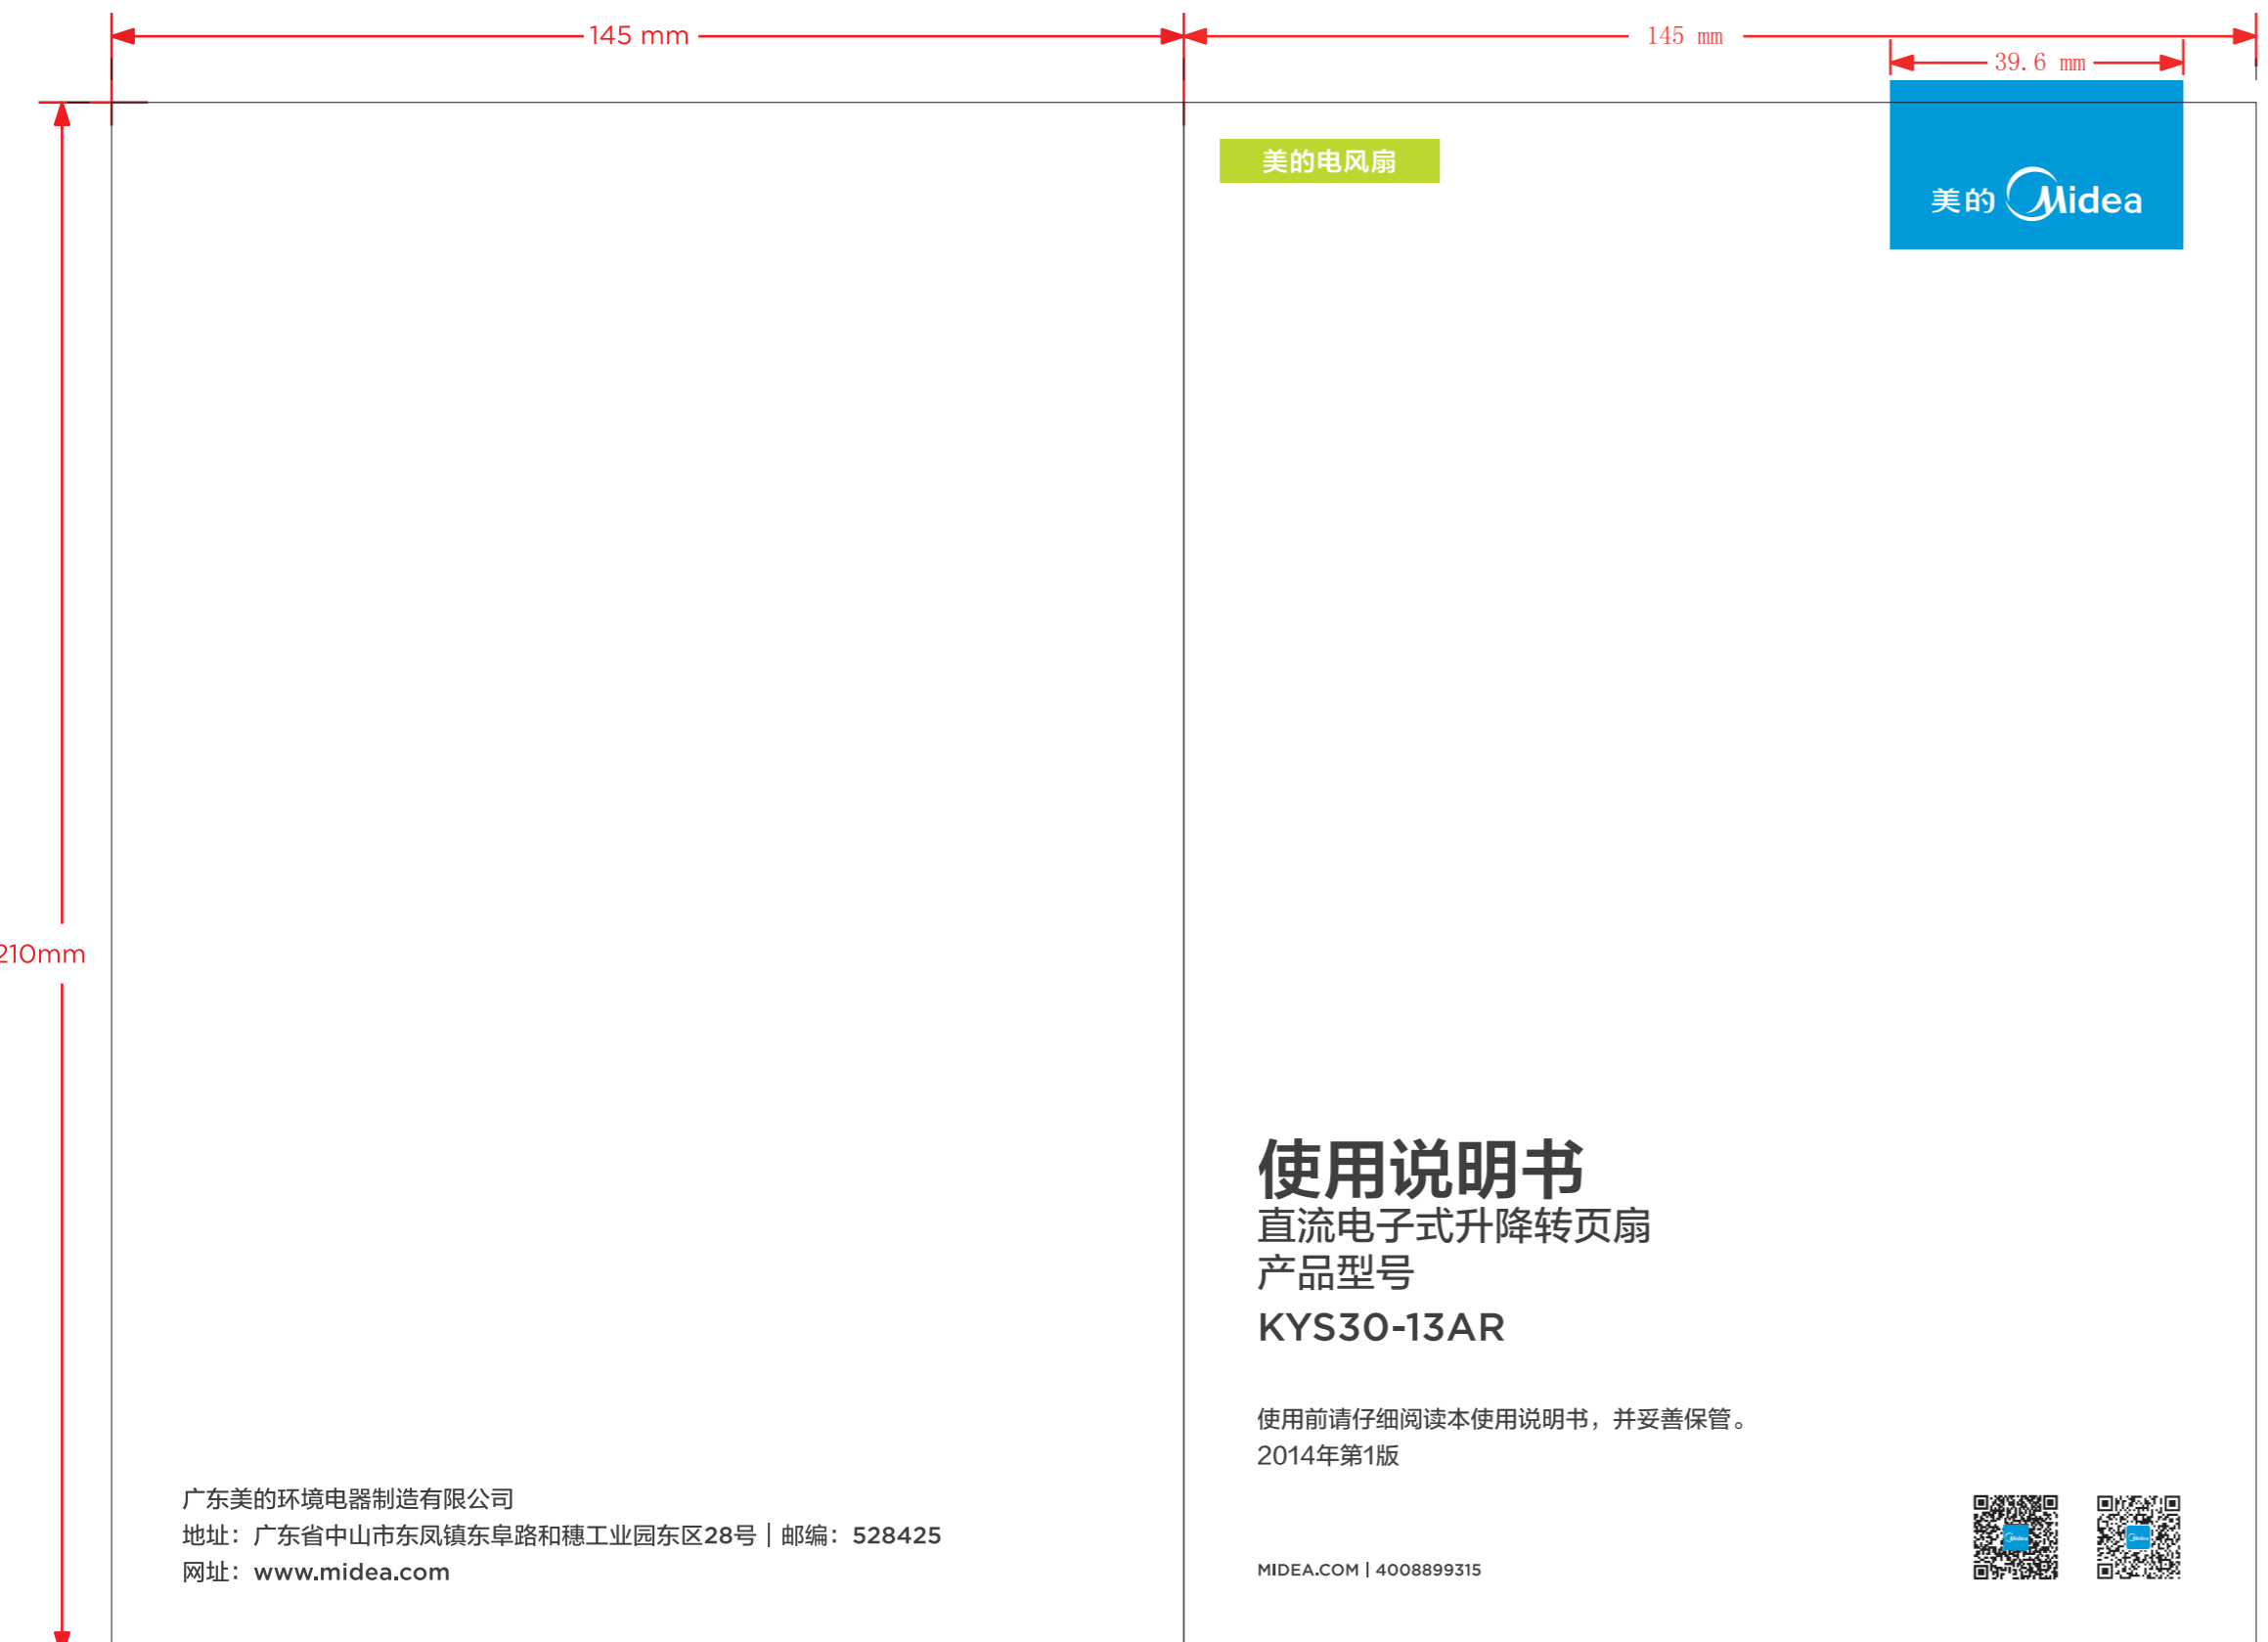 145 mm
145 mm
39.6 mm
美的电风扇
美的 Midea
210mm
使用说明书
直流电子式升降转页扇
产品型号
KYS30-13AR
使用前请仔细阅读本使用说明书，并妥善保管。
2014年第1版
MIDEA.COM | 4008899315
广东美的环境电器制造有限公司
地址：广东省中山市东凤镇东阜路和穗工业园东区28号｜邮编：528425
网址：www.midea.com